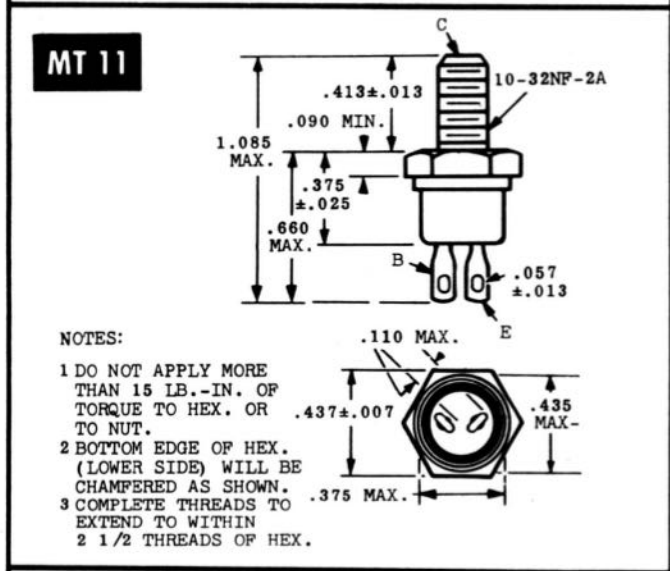 MT 11
C
.413±.013
10-32NF-2A
.090 MIN.
1.085
MAX.
.375
±.025
.660
MAX.
B
.057
±.013
E
NOTES:
1 DO NOT APPLY MORE
THAN 15 LB.-IN. OF
TORQUE TO HEX. OR
TO NUT.
2 BOTTOM EDGE OF HEX.
(LOWER SIDE) WILL BE
CHAMFERED AS SHOWN.
3 COMPLETE THREADS TO
EXTEND TO WITHIN
2 1/2 THREADS OF HEX.
.110 MAX.
.437±.007
.435
MAX-
.375 MAX.